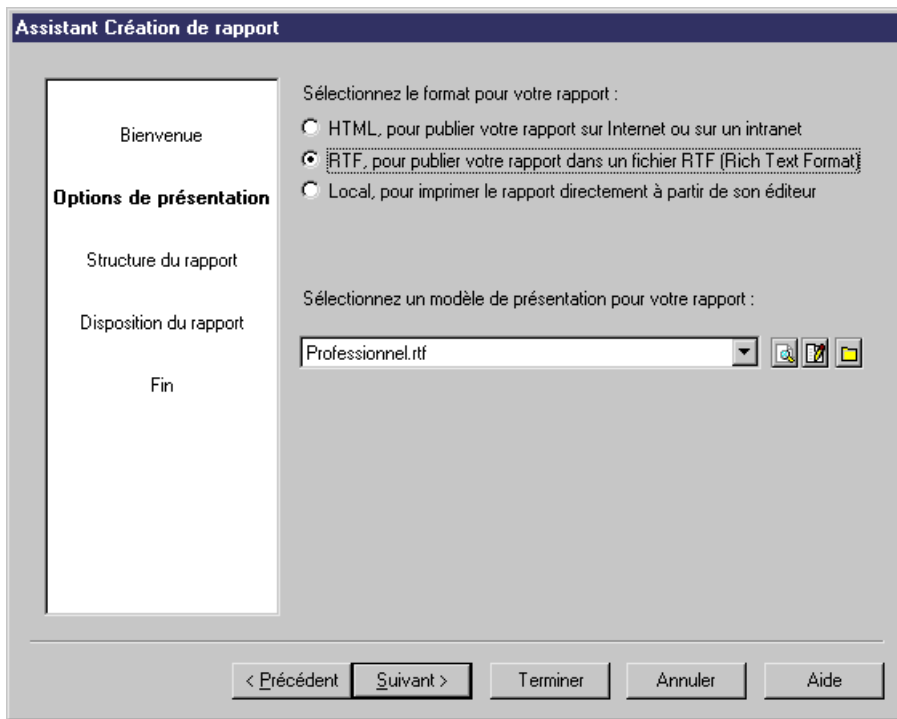 Assistant Création de rapport
Bienvenue
Options de présentation
Structure du rapport
Disposition du rapport
Fin
Sélectionnez le format pour votre rapport :
HTML, pour publier votre rapport sur Internet ou sur un intranet
RTF, pour publier votre rapport dans un fichier RTF (Rich Text Format)
Local, pour imprimer le rapport directement à partir de son éditeur
Sélectionnez un modèle de présentation pour votre rapport :
Professionnel.rtf
< Précédent
Suivant >
Terminer
Annuler
Aide